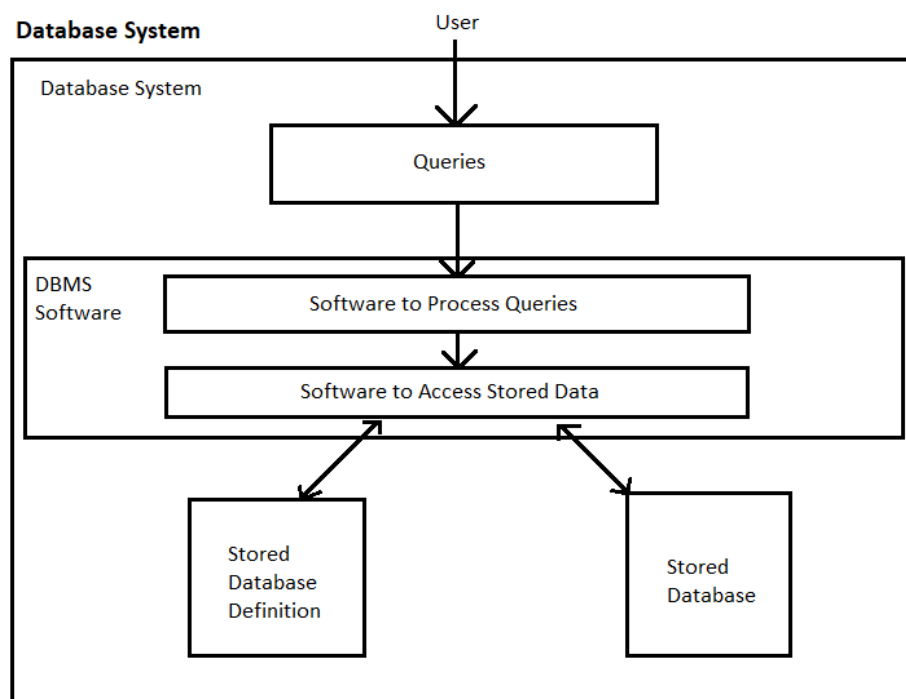 User
Database System
Database System
Queries
DBMS
Software
Software to Process Queries
Software to Access Stored Data
Stored
Database
Definition
Stored
Database